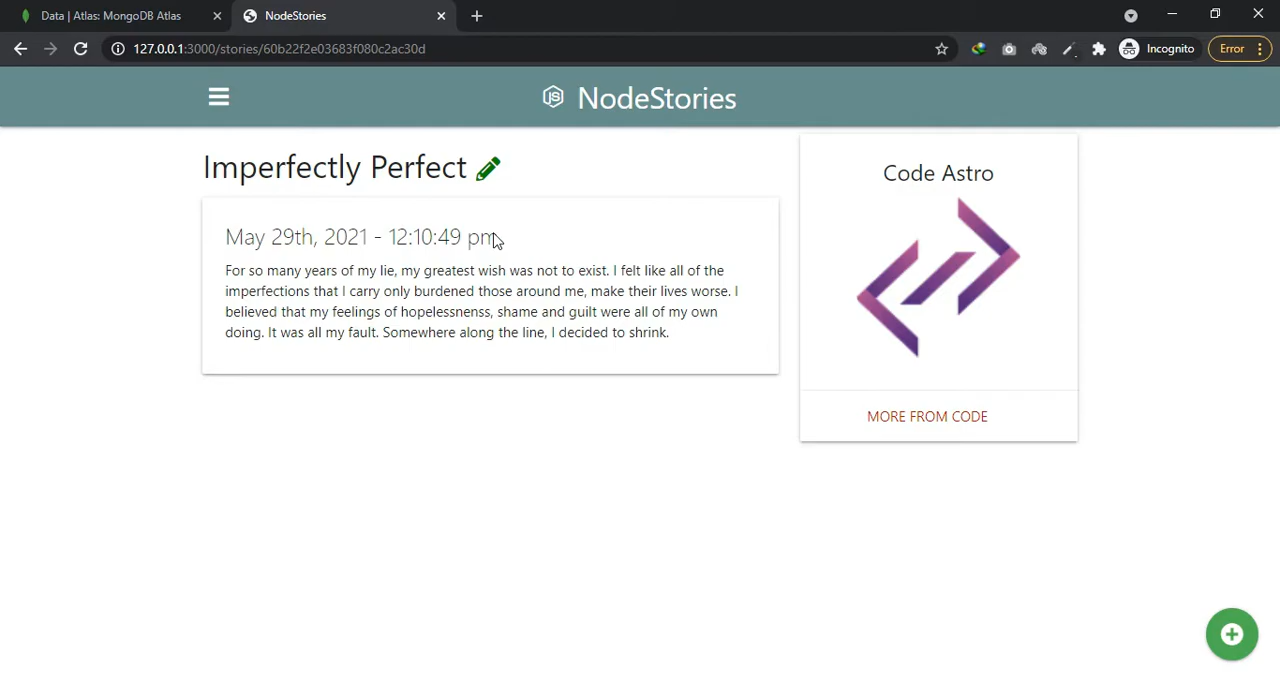 Data | Atlas: MongoDB Atlas
NodeStories
127.0.0.1:3000/stories/60b22f2e03683f080c2ac30d
Incognito
Error
JS NodeStories
Imperfectly Perfect
May 29th, 2021 - 12:10:49 pm
For so many years of my lie, my greatest wish was not to exist. I felt like all of the
imperfections that I carry only burdened those around me, make their lives worse. I
believed that my feelings of hopelessnenss, shame and guilt were all of my own
doing. It was all my fault. Somewhere along the line, I decided to shrink.
Code Astro
MORE FROM CODE